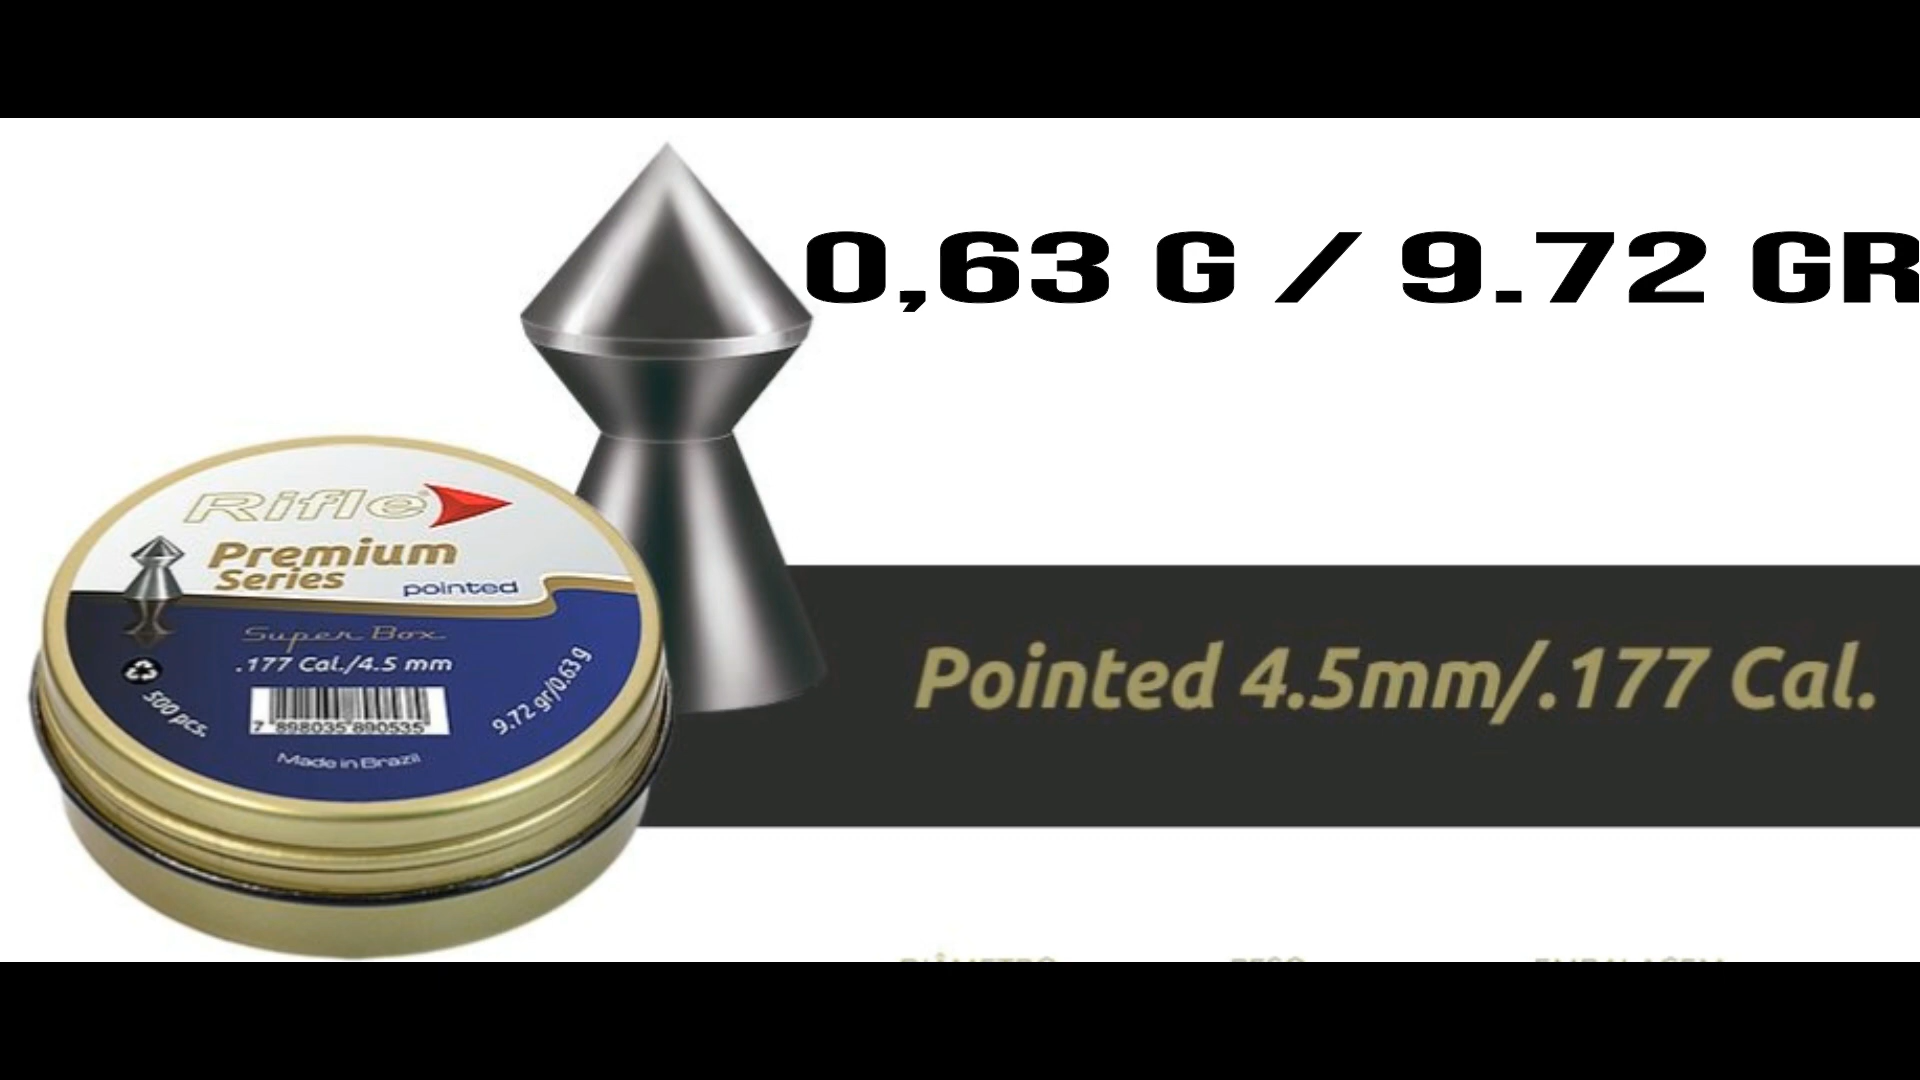 0,63 G / 9.72 GR
Rifle
Premium
Series
pointed
Super Box
.177 Cal./4.5 mm
500 pcs.
9.72 gr/0.63 g
7 898035 890535
Made in Brazil
Pointed 4.5mm/.177 Cal.